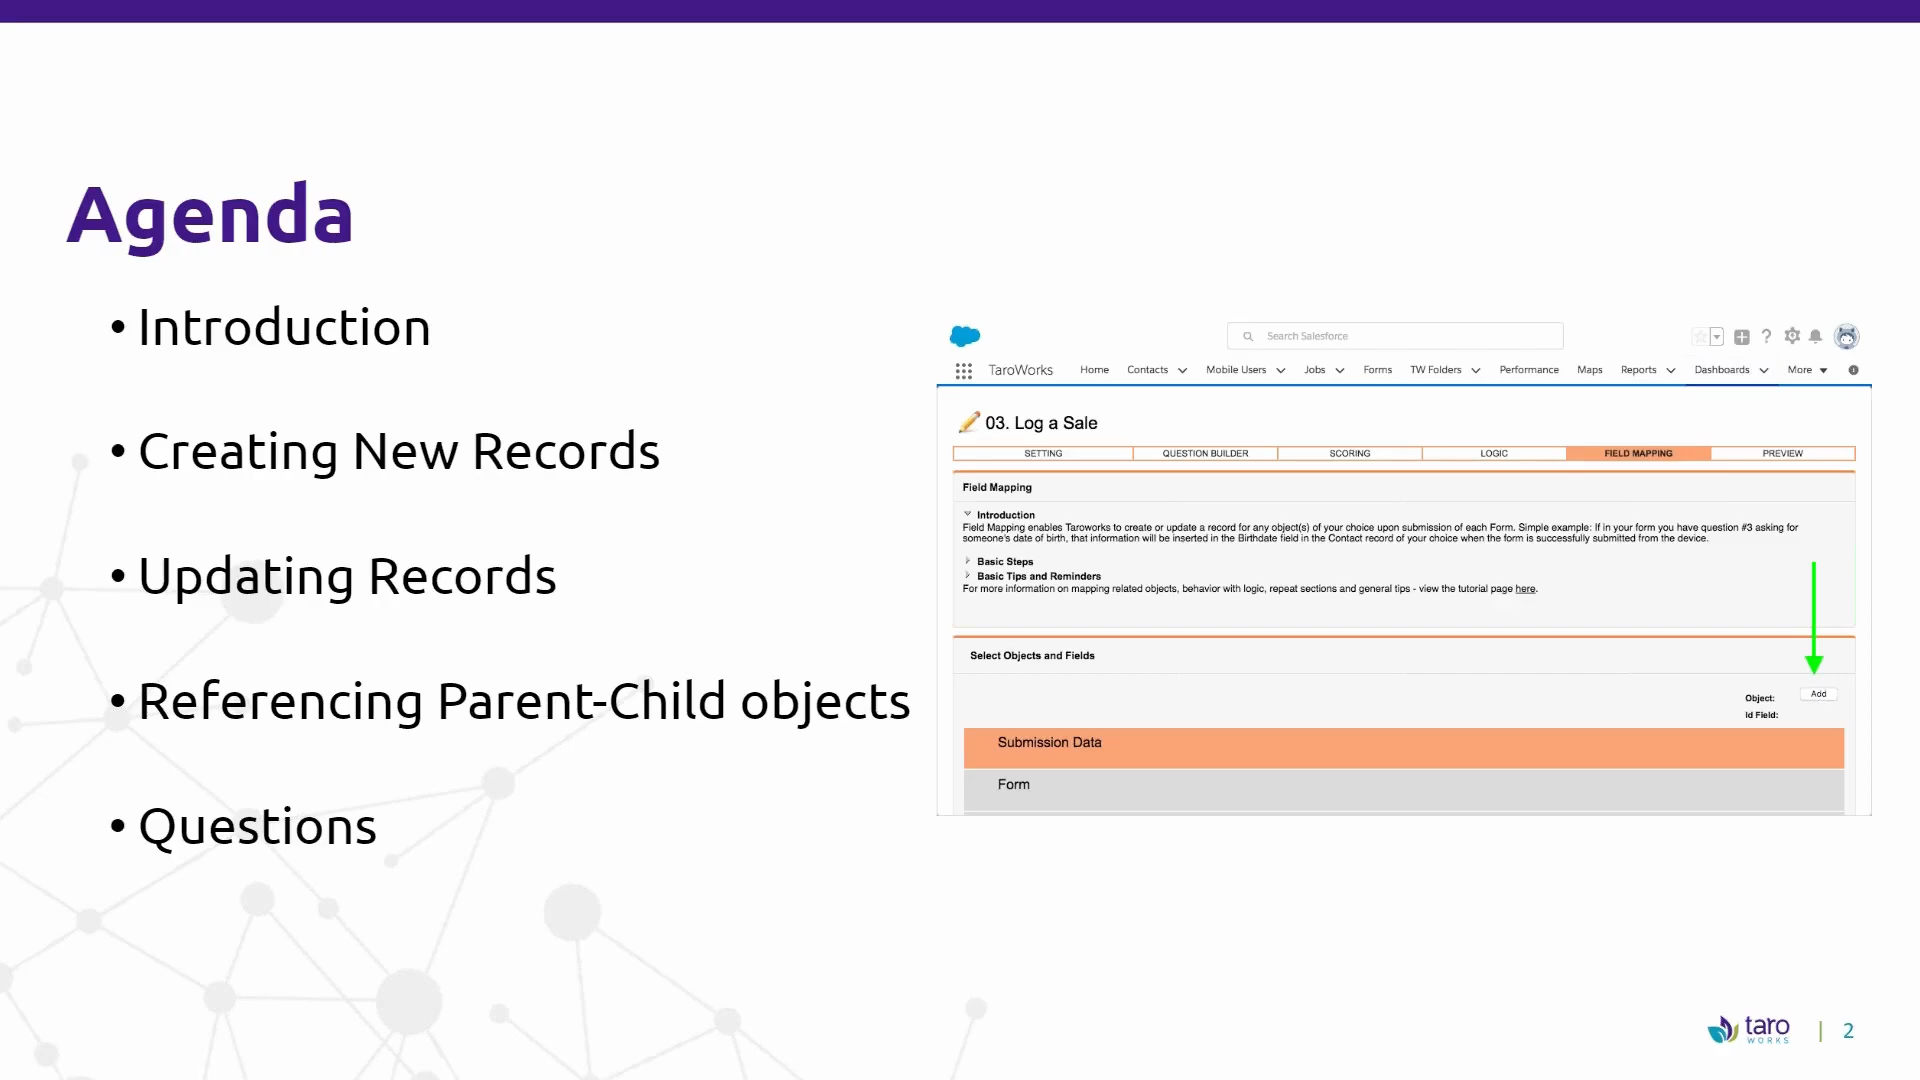 Agenda
• Introduction
• Creating New Records
• Updating Records
• Referencing Parent-Child objects
• Questions
Search Salesforce
TaroWorks Home Contacts Mobile Users Jobs Forms TW Folders Performance Maps Reports Dashboards More
03. Log a Sale
SETTING QUESTION BUILDER SCORING LOGIC FIELD MAPPING PREVIEW
Field Mapping
Introduction
Field Mapping enables Taroworks to create or update a record for any object(s) of your choice upon submission of each Form. Simple example: If in your form you have question #3 asking for
someone's date of birth, that information will be inserted in the Birthdate field in the Contact record of your choice when the form is successfully submitted from the device.
Basic Steps
Basic Tips and Reminders
For more information on mapping related objects, behavior with logic, repeat sections and general tips - view the tutorial page here.
Select Objects and Fields
Object: Add
Id Field:
Submission Data
Form
taro
WORKS
| 2